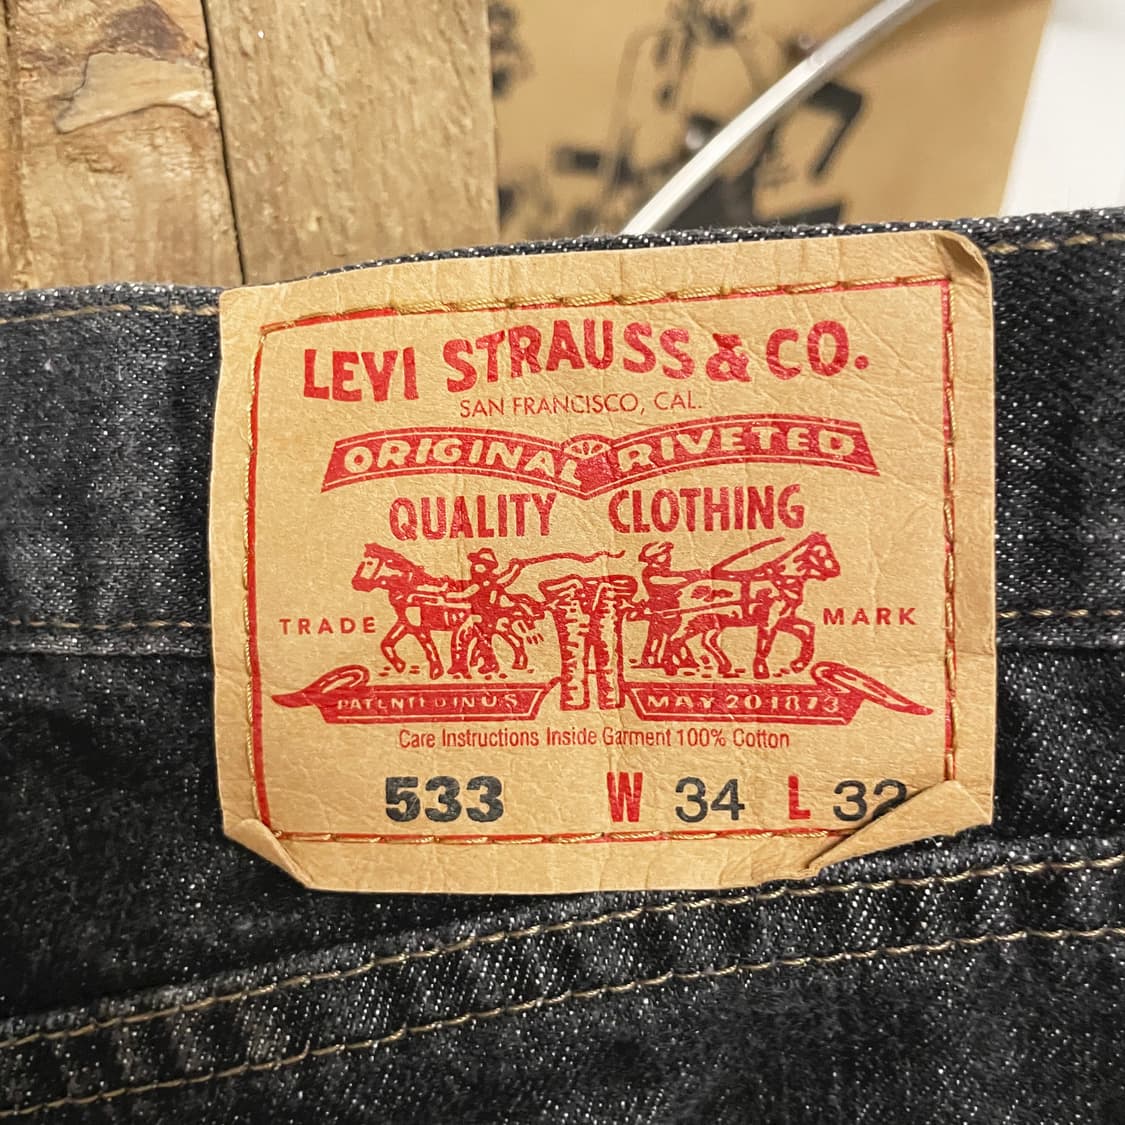 LEVI STRAUSS & CO.
SAN FRANCISCO, CAL.
ORIGINAL RIVETED
QUALITY CLOTHING
TRADE MARK
PATENTED IN U.S. MAY 20 1873
Care Instructions Inside Garment 100% Cotton
533 W 34 L 32